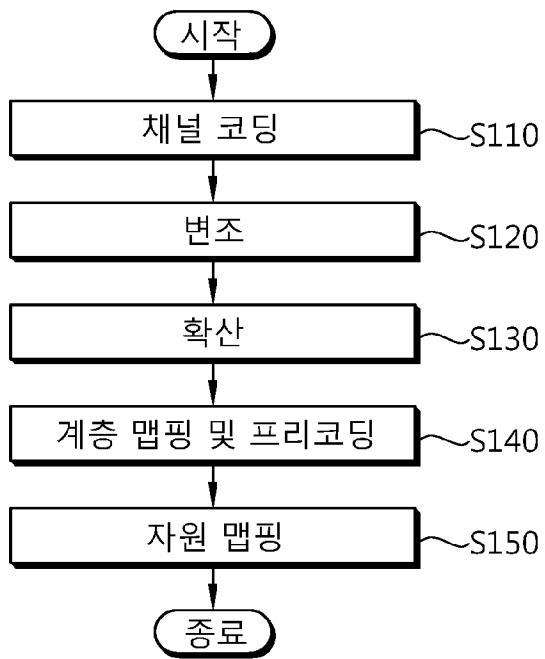 시작
채널 코딩 S110
변조 S120
확산 S130
계층 맵핑 및 프리코딩 S140
자원 맵핑 S150
종료